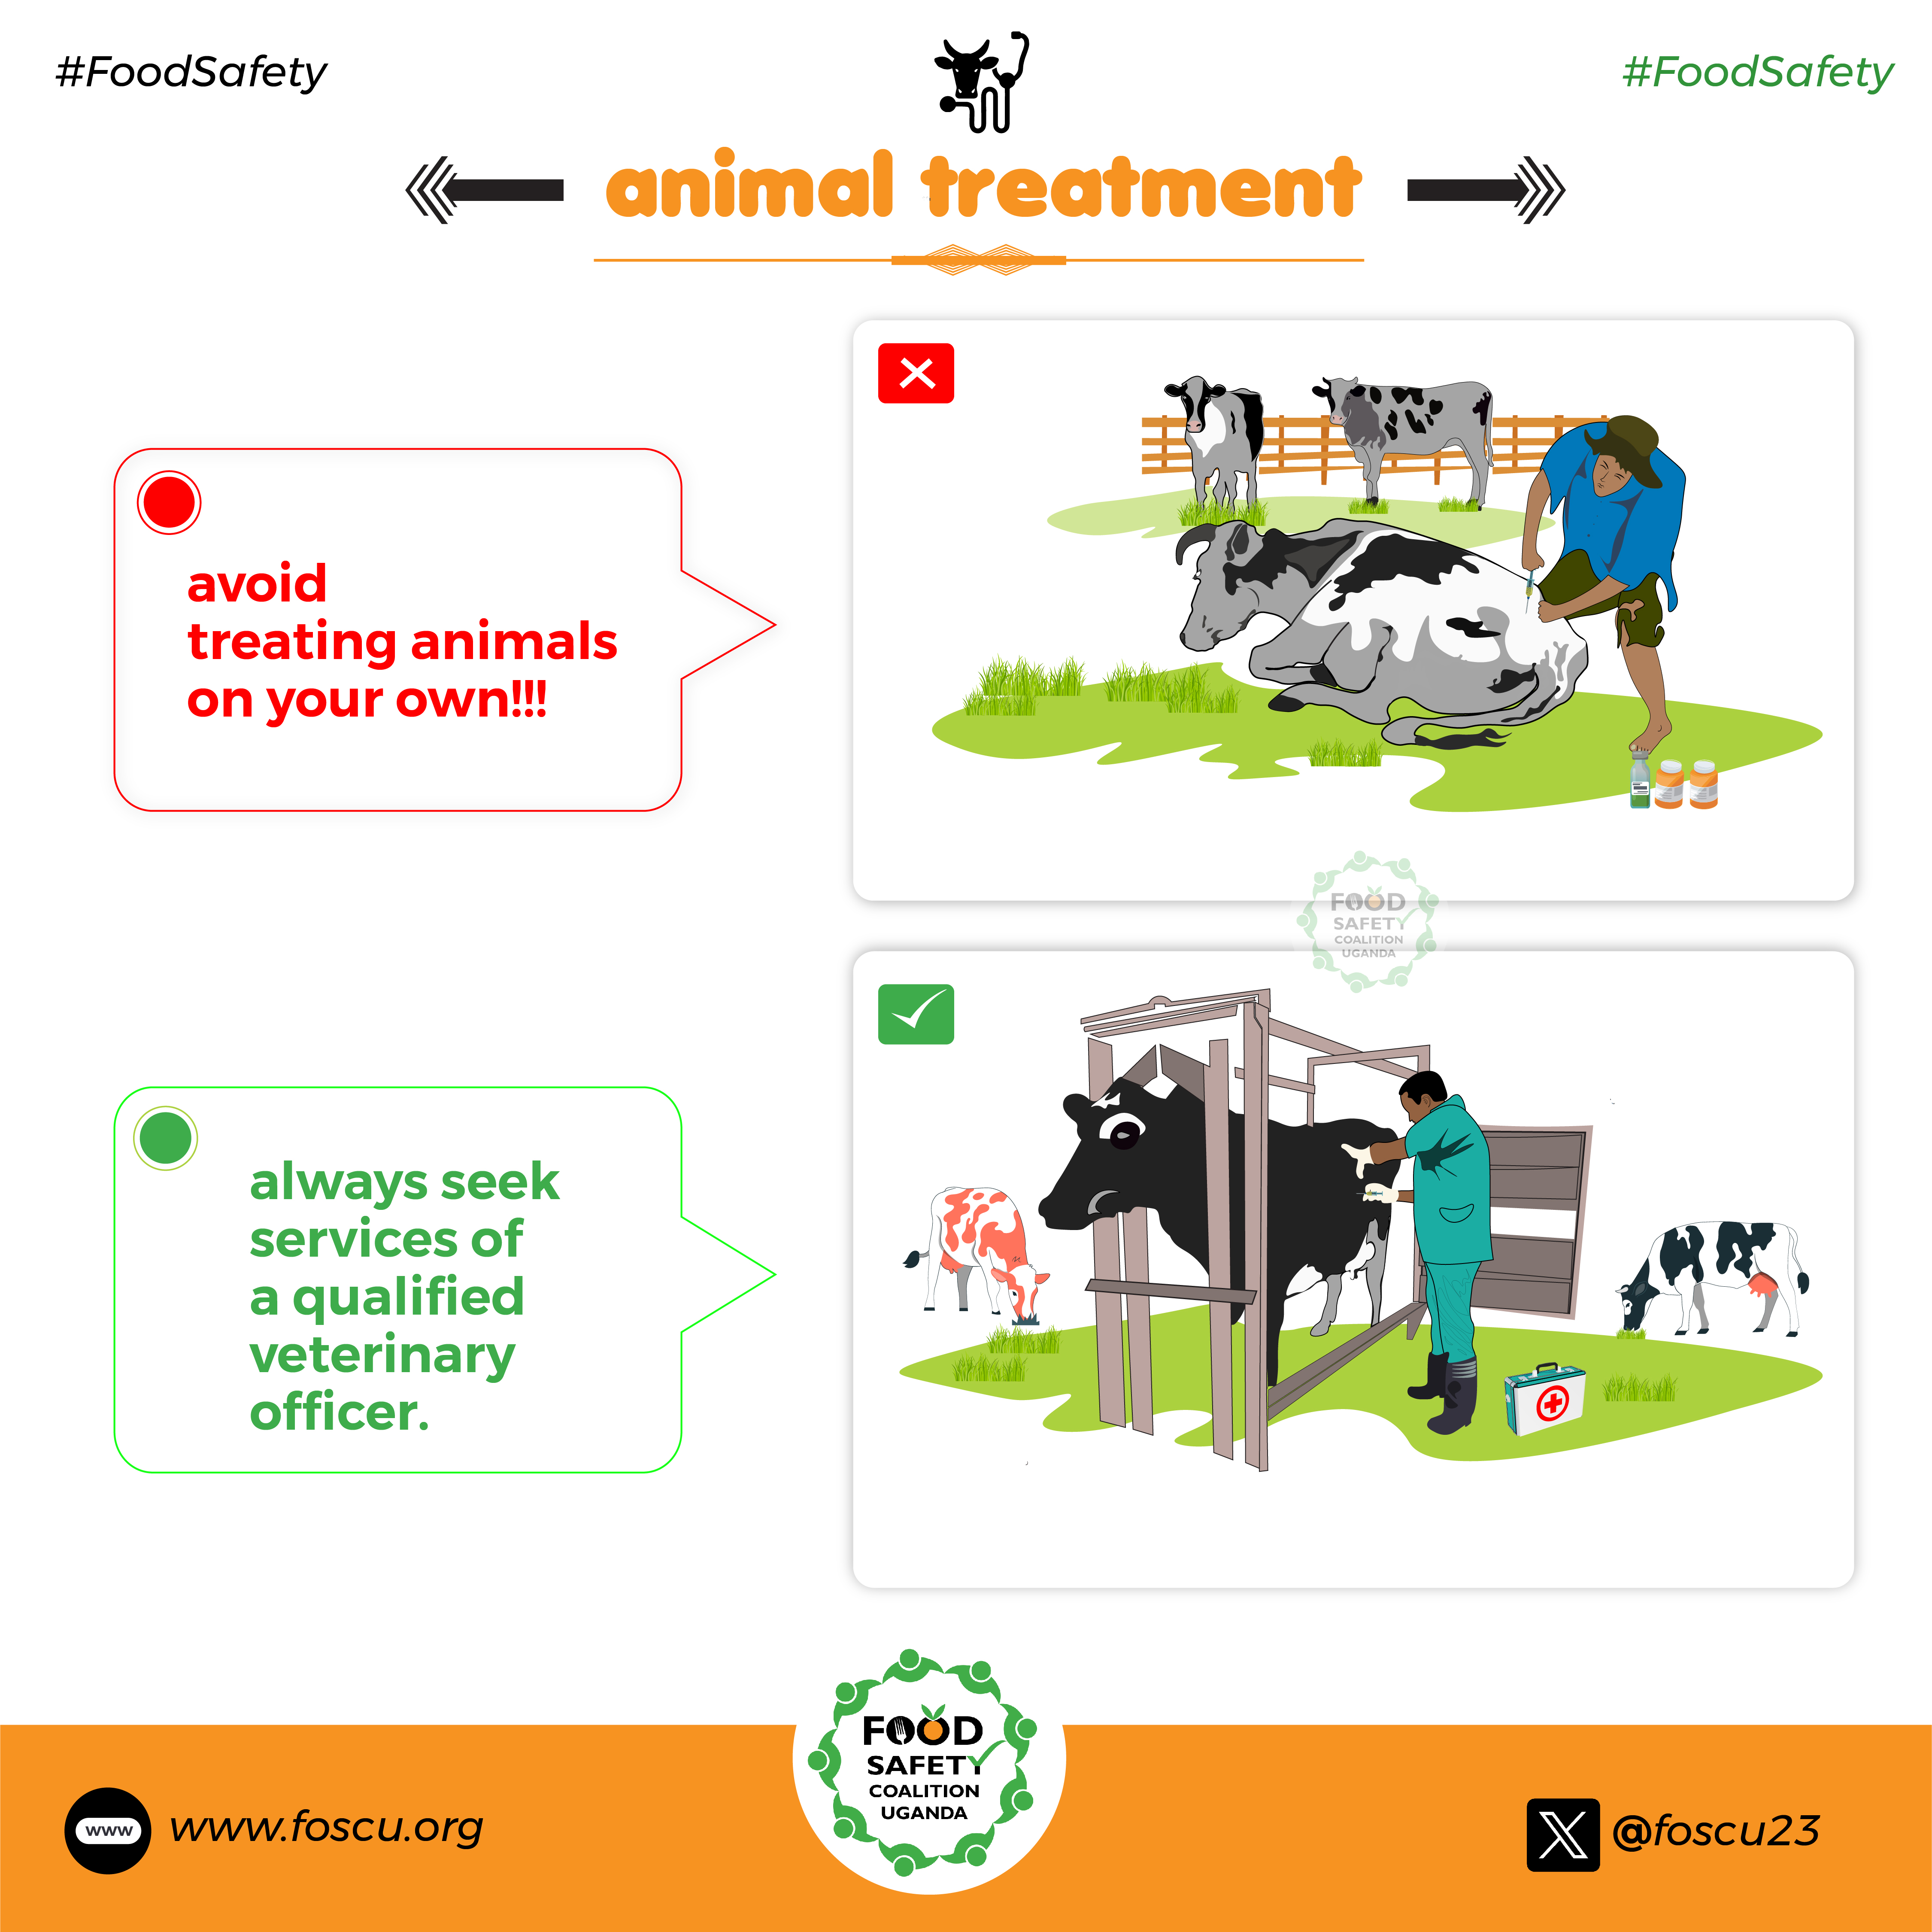 #FoodSafety
#FoodSafety
animal treatment
avoid
treating animals
on your own!!!
FOOD
SAFETY
COALITION
UGANDA
always seek
services of
a qualified
veterinary
officer.
FOOD
SAFETY
COALITION
UGANDA
www
www.foscu.org
@foscu23